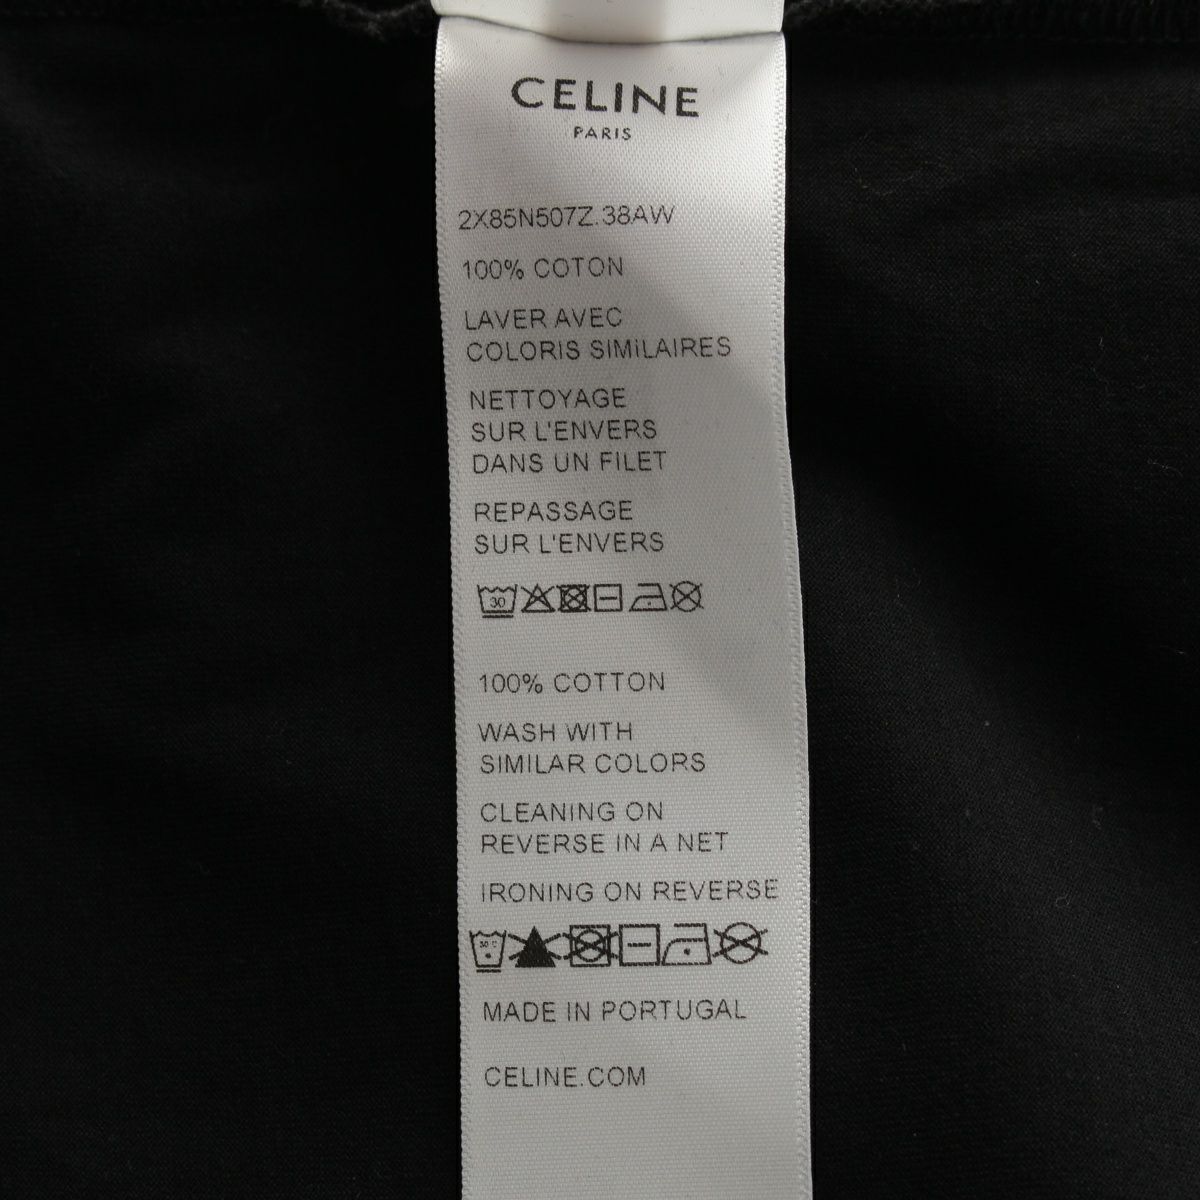 CELINE
PARIS
2X85N507Z.38AW
100% COTON
LAVER AVEC
COLORIS SIMILAIRES
NETTOYAGE
SUR L'ENVERS
DANS UN FILET
REPASSAGE
SUR L'ENVERS
30
100% COTTON
WASH WITH
SIMILAR COLORS
CLEANING ON
REVERSE IN A NET
IRONING ON REVERSE
30°C
MADE IN PORTUGAL
CELINE.COM